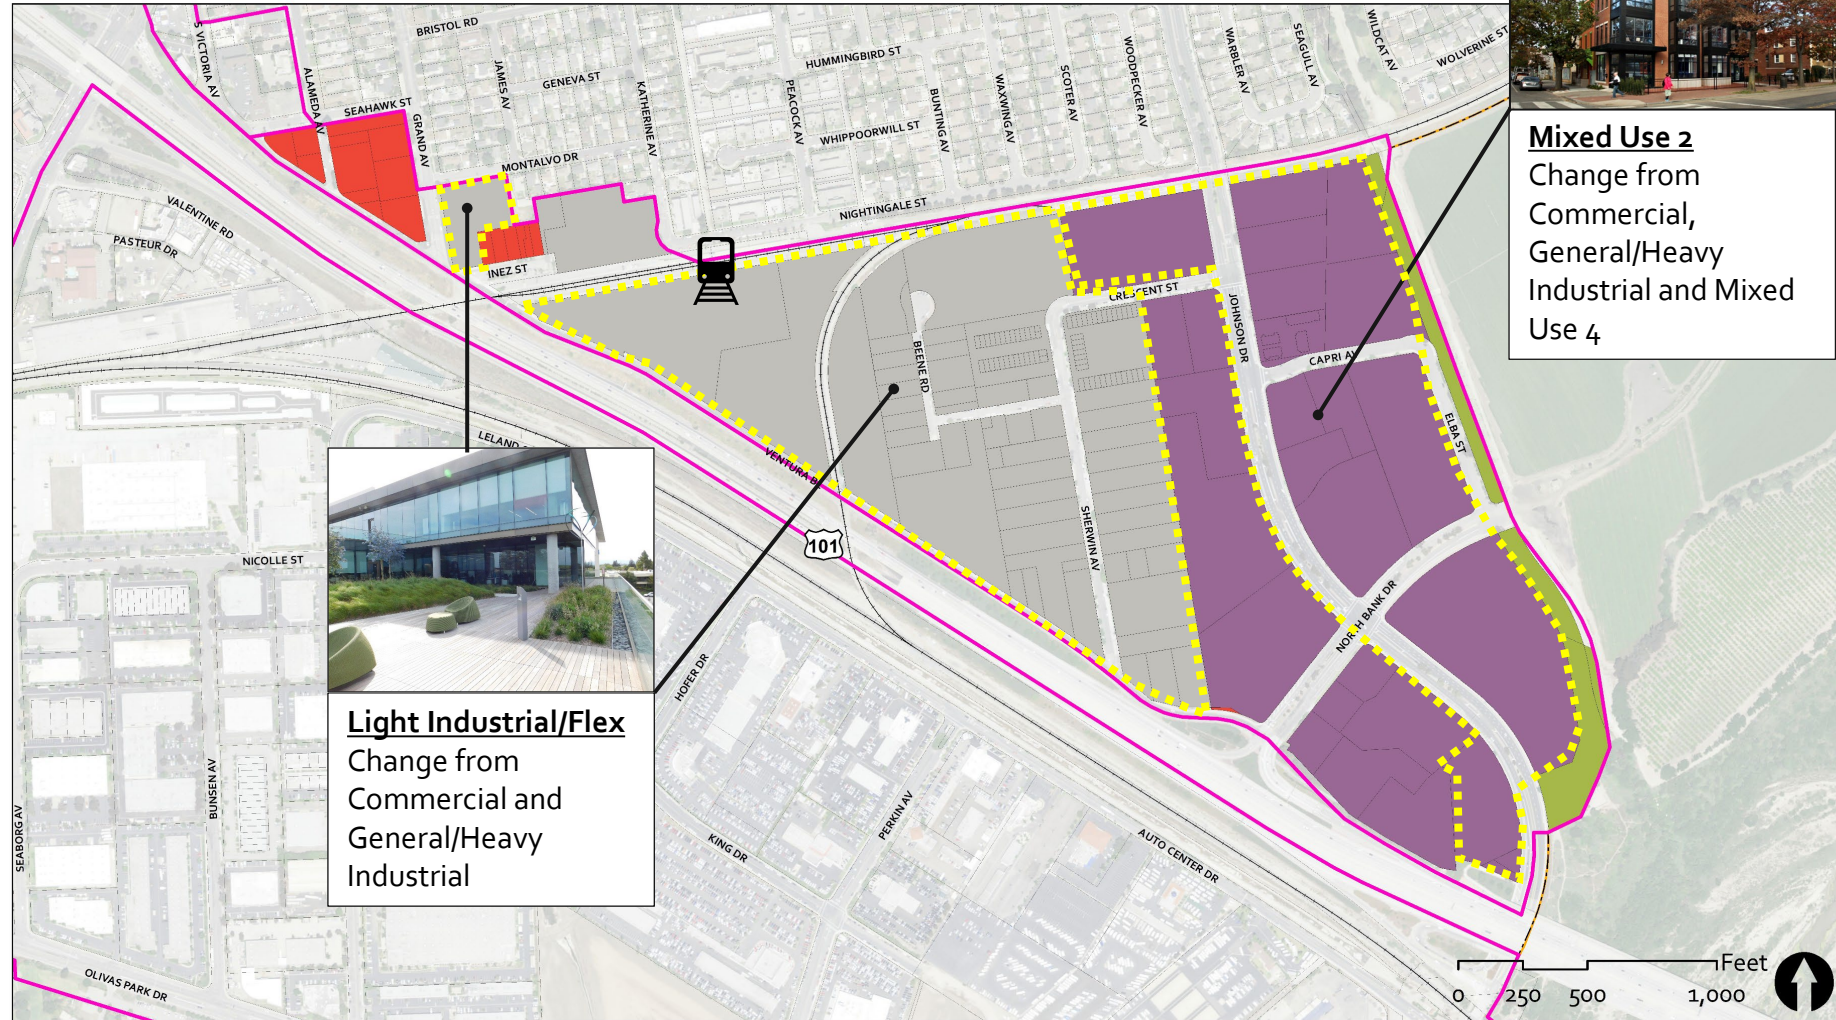 BRISTOL RD
S VICTORIA AV
ALAMEDA AV
SEAHAWK ST
GRAND AV
JAMES AV
GENEVA ST
KATHERINE AV
MONTALVO DR
HUMMINGBIRD ST
PEACOCK AV
WHIPPOORWILL ST
BUNTING AV
WAXWING AV
SCOTER AV
WOODPECKER AV
WARBLER AV
SEAGULL AV
WILDCAT AV
WOLVERINE ST
NIGHTINGALE ST
VALENTINE RD
PASTEUR DR
INEZ ST
Mixed Use 2
Change from
Commercial,
General/Heavy
Industrial and Mixed
Use 4
CRESCENT ST
JOHNSON DR
CAPRI AV
BEENE RD
ELBA ST
LELAND
VENTURA B
SHERWIN AV
101
NICOLLE ST
NORTH BANK DR
HOFER DR
Light Industrial/Flex
Change from
Commercial and
General/Heavy
Industrial
SEABORG AV
BUNSEN AV
KING DR
PERKIN AV
AUTO CENTER DR
OLIVAS PARK DR
Feet
0 250 500 1,000